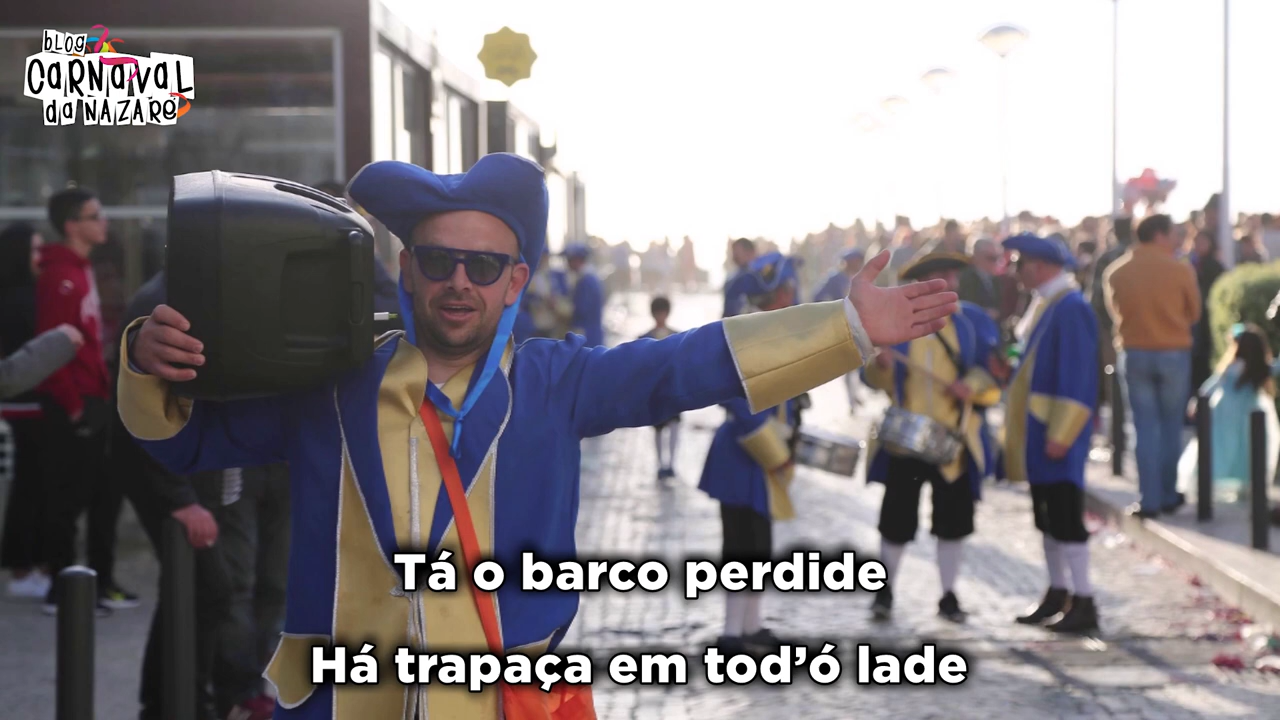 BLOG
CARNAVAL
da NAZARÉ
Tá o barco perdide
Há trapaça em tod’ó lade